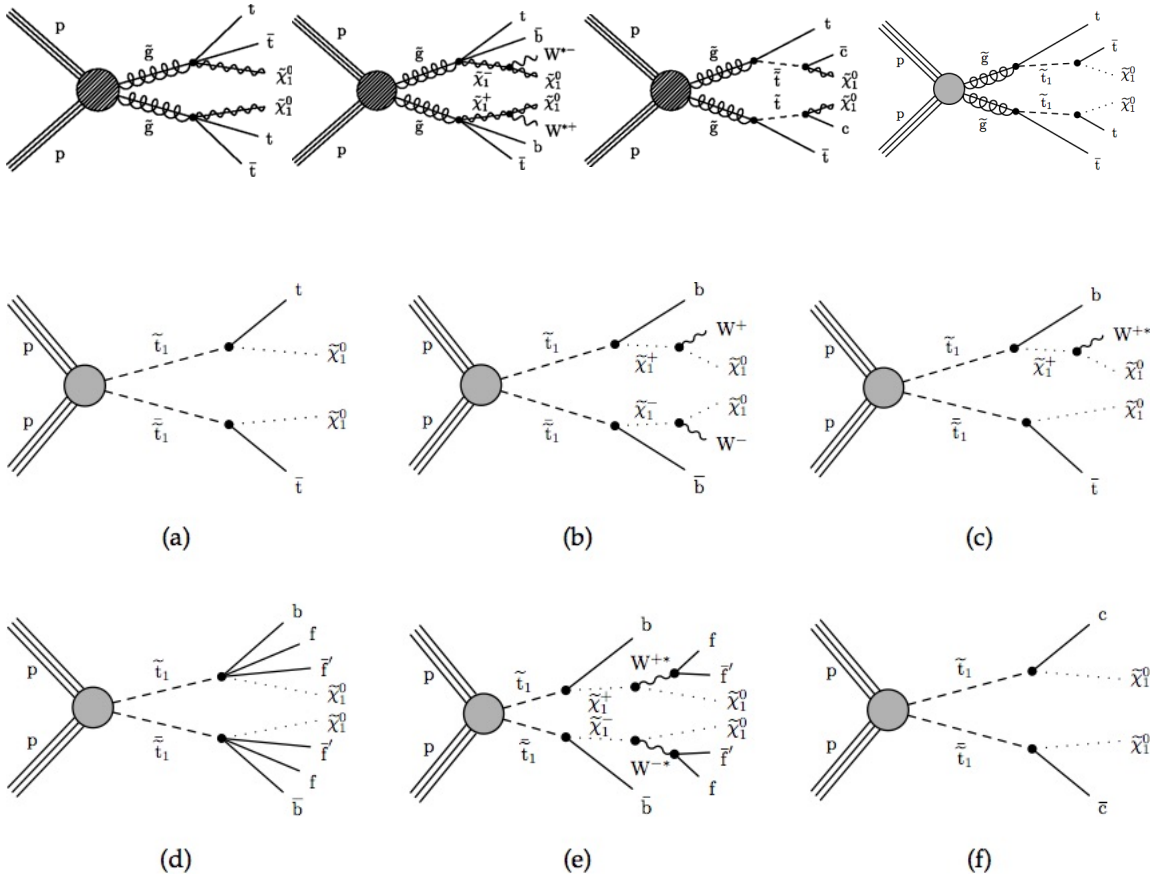 p p g̃ g̃ t t̄ χ̃₁⁰ χ̃₁⁰ t t̄
p p g̃ g̃ t b̄ W*⁻ χ̃₁⁻ χ̃₁⁰ χ̃₁⁺ χ̃₁⁰ W*⁺ b t̄
p p g̃ g̃ t c̄ t̃ χ̃₁⁰ t̃ χ̃₁⁰ c t̄
p p g̃ g̃ t t̄ t̃₁ χ̃₁⁰ t̃₁ χ̃₁⁰ t t̄
p p t̃₁ t̃̄₁ t χ̃₁⁰ χ̃₁⁰ t̄
(a)
p p t̃₁ t̃̄₁ b W⁺ χ̃₁⁺ χ̃₁⁰ χ̃₁⁻ χ̃₁⁰ W⁻ b̄
(b)
p p t̃₁ t̃̄₁ b W⁺* χ̃₁⁺ χ̃₁⁰ χ̃₁⁰ t̄
(c)
p p t̃₁ t̃̄₁ b f f̄′ χ̃₁⁰ χ̃₁⁰ f̄′ f b̄
(d)
p p t̃₁ t̃̄₁ b W⁺* f f̄′ χ̃₁⁺ χ̃₁⁰ χ̃₁⁻ χ̃₁⁰ W⁻* f̄′ f b̄
(e)
p p t̃₁ t̃̄₁ c χ̃₁⁰ χ̃₁⁰ c̄
(f)